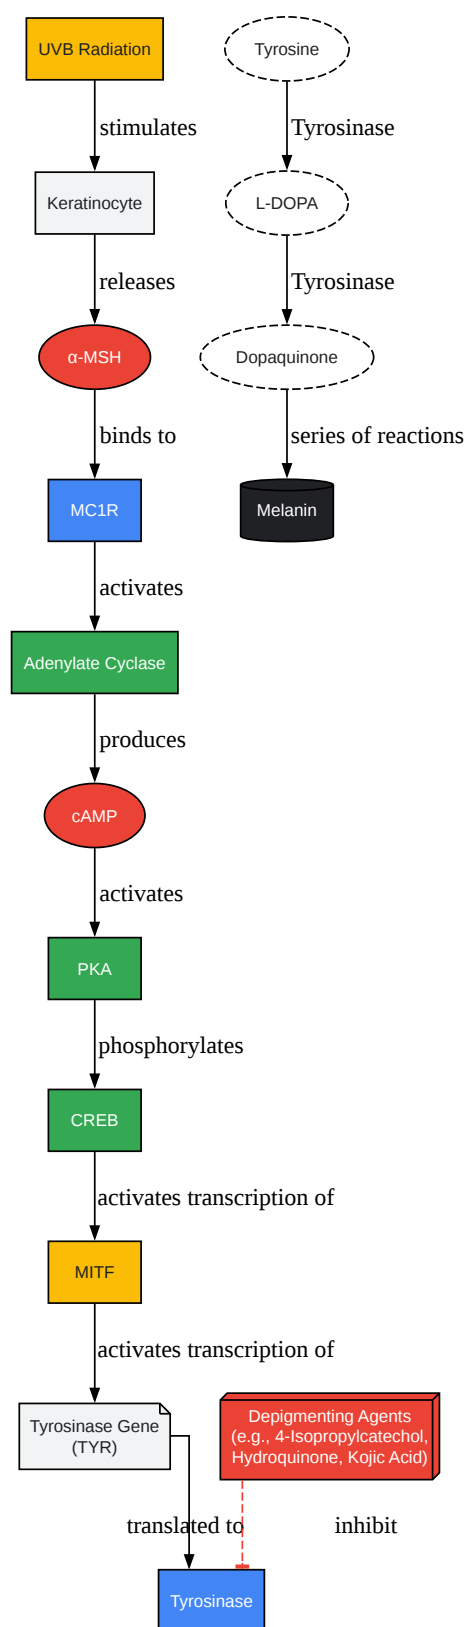 UVB Radiation
stimulates
Keratinocyte
releases
α-MSH
binds to
MC1R
activates
Adenylate Cyclase
produces
cAMP
activates
PKA
phosphorylates
CREB
activates transcription of
MITF
activates transcription of
Tyrosinase Gene
(TYR)
translated to
Tyrosinase
Depigmenting Agents
(e.g., 4-Isopropylcatechol,
Hydroquinone, Kojic Acid)
inhibit
Tyrosine
Tyrosinase
L-DOPA
Tyrosinase
Dopaquinone
series of reactions
Melanin